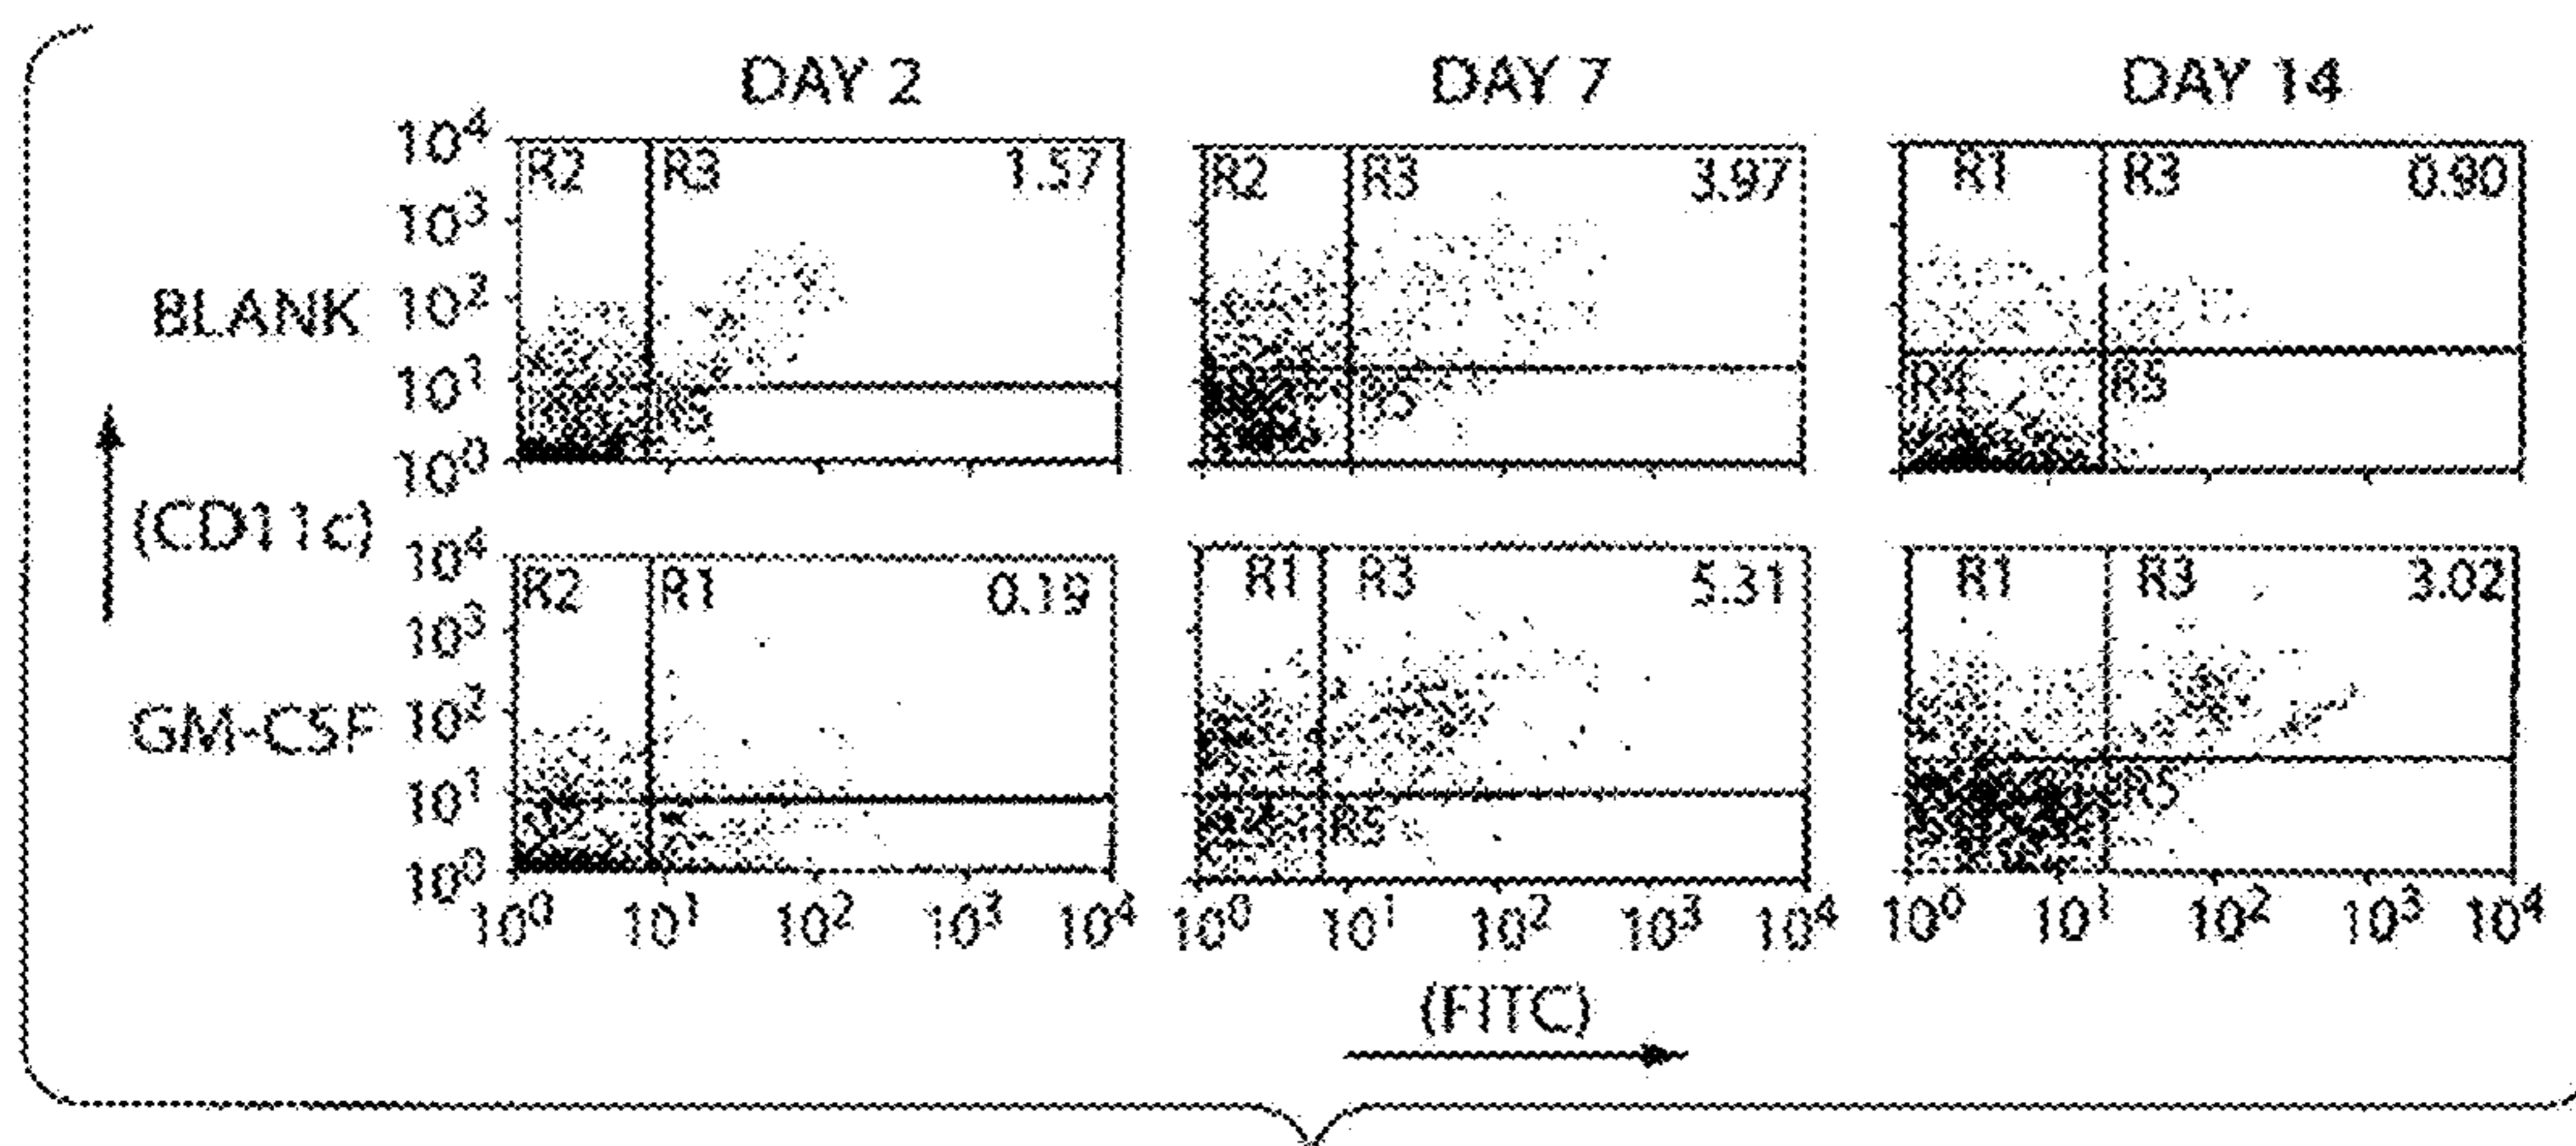 DAY 2 DAY 7 DAY 14
10⁴ R2 R3 1.57 R2 R3 3.97 R1 R3 0.90
10³
BLANK 10²
10¹ R5 R5 R4 R5
10⁰
(CD11c)
10⁴ R2 R1 0.19 R1 R3 5.31 R1 R3 3.02
10³
GM-CSF 10²
10¹ R5 R5
10⁰
10⁰ 10¹ 10² 10³ 10⁴ 10⁰ 10¹ 10² 10³ 10⁴ 10⁰ 10¹ 10² 10³ 10⁴
(FITC)